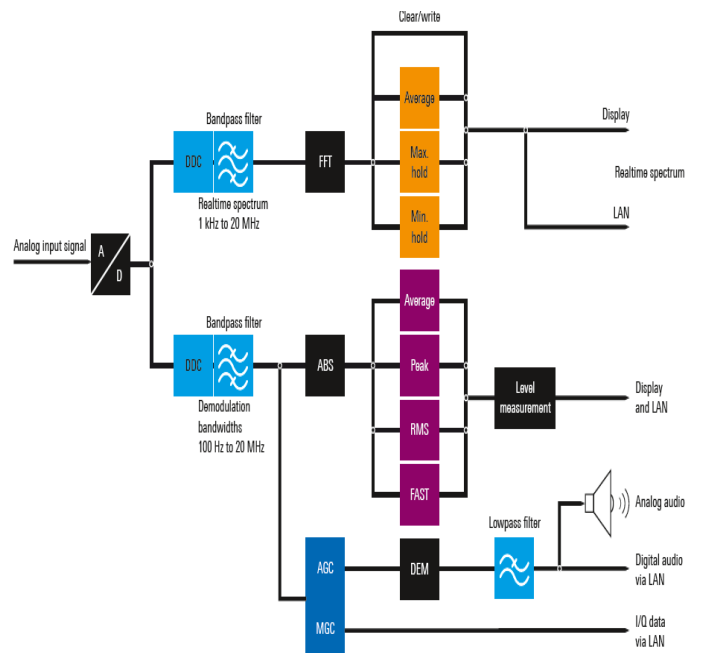 Clear/write
Average
Display
Bandpass filter
DDC
FFT
Max.
hold
Realtime spectrum
Realtime spectrum
1 kHz to 20 MHz
Min.
hold
LAN
Analog input signal
A
D
Average
Bandpass filter
DDC
ABS
Peak
Level
measurement
Display
and LAN
Demodulation
bandwidths
100 Hz to 20 MHz
RMS
FAST
Analog audio
Lowpass filter
AGC
DEM
Digital audio
via LAN
MGC
I/Q data
via LAN